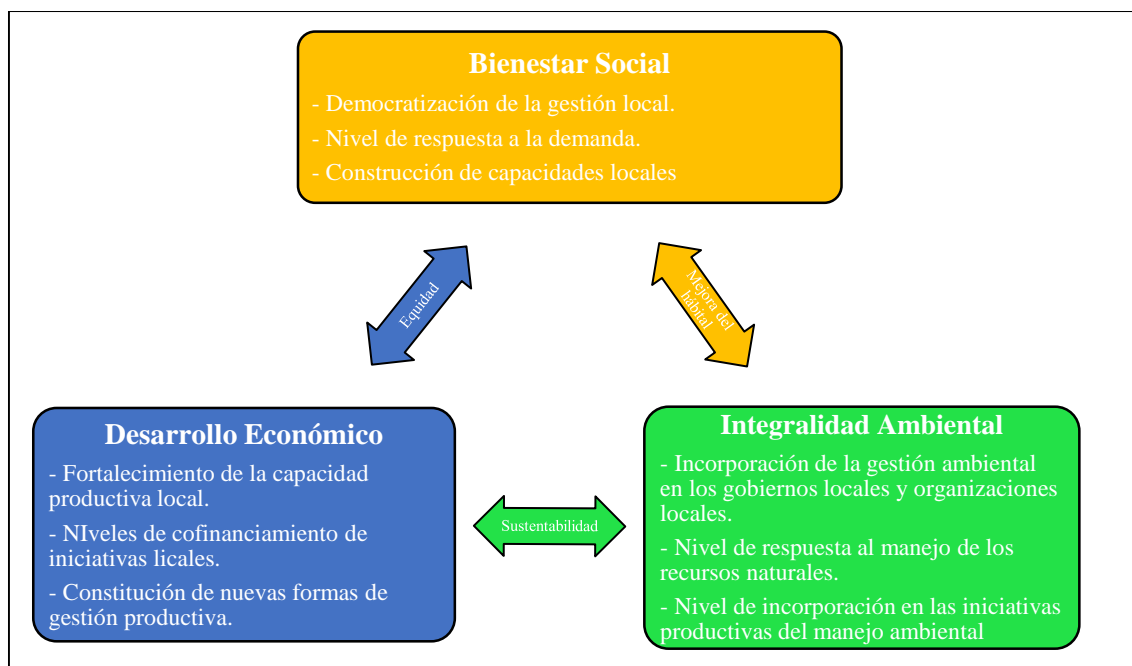 Bienestar Social
- Democratización de la gestión local.
- Nivel de respuesta a la demanda.
- Construcción de capacidades locales
Equidad
Mejora del
hábital
Desarrollo Económico
- Fortalecimiento de la capacidad
productiva local.
- NIveles de cofinanciamiento de
iniciativas licales.
- Constitución de nuevas formas de
gestión productiva.
Sustentabilidad
Integralidad Ambiental
- Incorporación de la gestión ambiental
en los gobiernos locales y organizaciones
locales.
- Nivel de respuesta al manejo de los
recursos naturales.
- Nivel de incorporación en las iniciativas
productivas del manejo ambiental